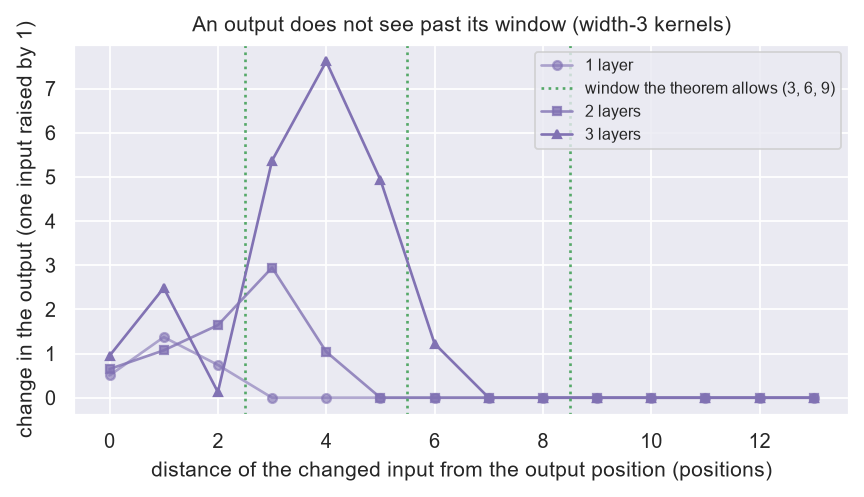 An output does not see past its window (width-3 kernels)
change in the output (one input raised by 1)
7
6
5
4
3
2
1
0
1 layer
window the theorem allows (3, 6, 9)
2 layers
3 layers
0 2 4 6 8 10 12
distance of the changed input from the output position (positions)